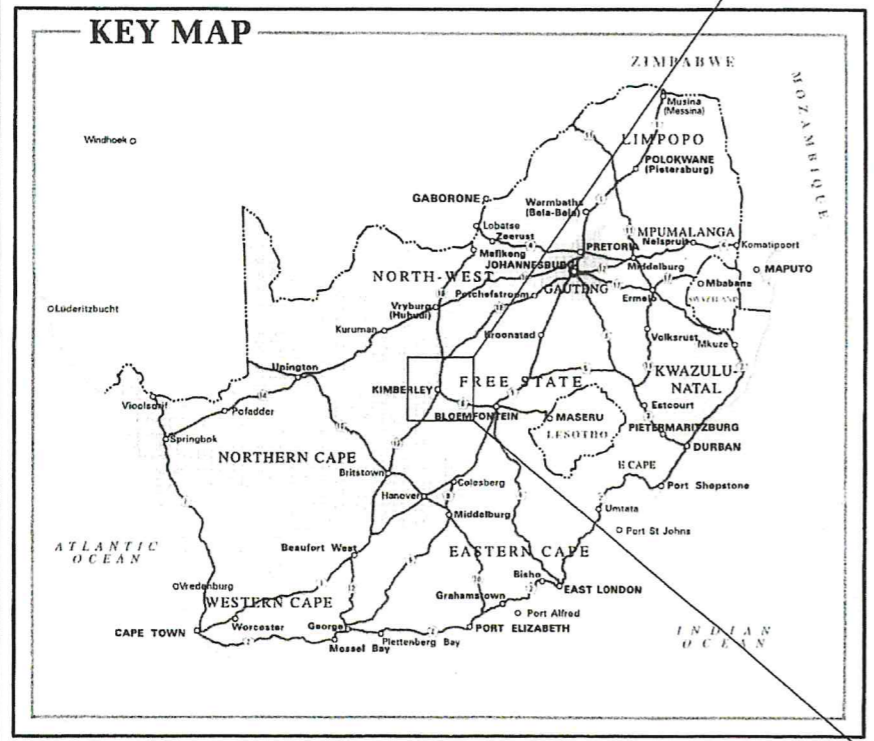 KEY MAP
ZIMBABWE
MOZAMBIQUE
Musina
(Messina)
Windhoek
LIMPOPO
POLOKWANE
(Pietersburg)
GABORONE
Warmbaths
(Bela-Bela)
Lobatse
Zeerust
MPUMALANGA
Nelspruit
Komatipoort
PRETORIA
Mafikeng
JOHANNESBURG
Middelburg
MAPUTO
NORTH-WEST
GAUTENG
Mbabane
Potchefstroom
Ermelo
SWAZILAND
Lüderitzbucht
Vryburg
(Huhudi)
Kuruman
Kroonstad
Volksrust
Mkuze
Upington
KIMBERLEY
FREE STATE
KWAZULU-
NATAL
Vioolsdrif
Pofadder
BLOEMFONTEIN
MASERU
Estcourt
PIETERMARITZBURG
Springbok
LESOTHO
DURBAN
NORTHERN CAPE
E CAPE
Britstown
Colesberg
Port Shepstone
Hanover
Umtata
Middelburg
Port St Johns
ATLANTIC
OCEAN
Beaufort West
EASTERN CAPE
Bisho
EAST LONDON
Vredenburg
Grahamstown
WESTERN CAPE
Port Alfred
CAPE TOWN
Worcester
George
PORT ELIZABETH
Plettenberg Bay
Mossel Bay
INDIAN
OCEAN